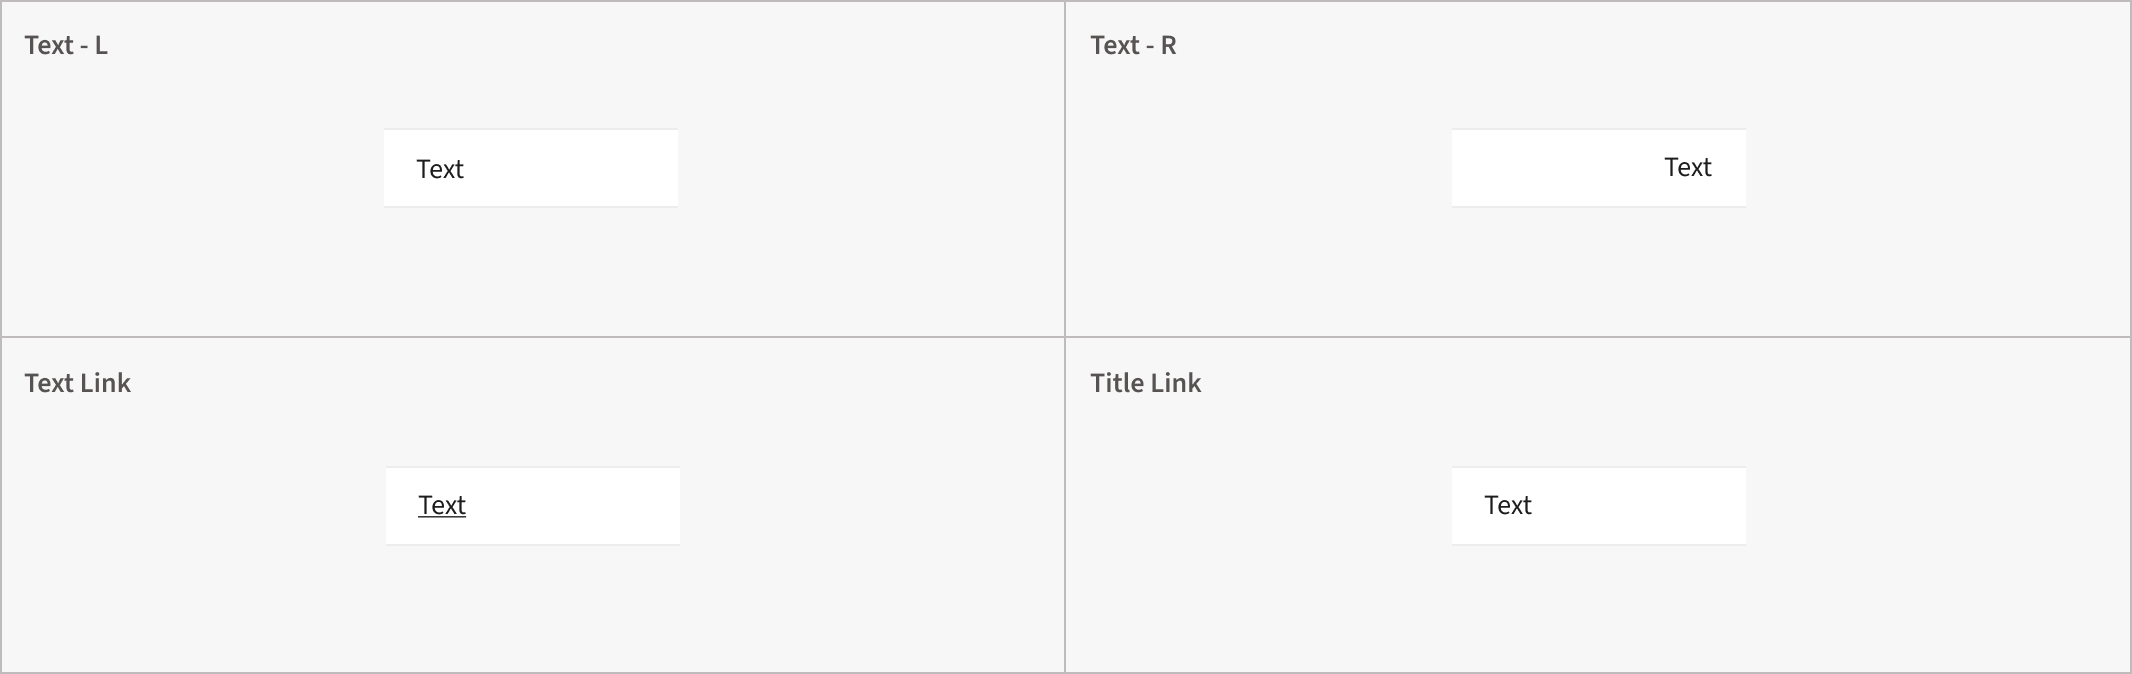 Text - L
Text
Text - R
Text
Text Link
Text
Title Link
Text